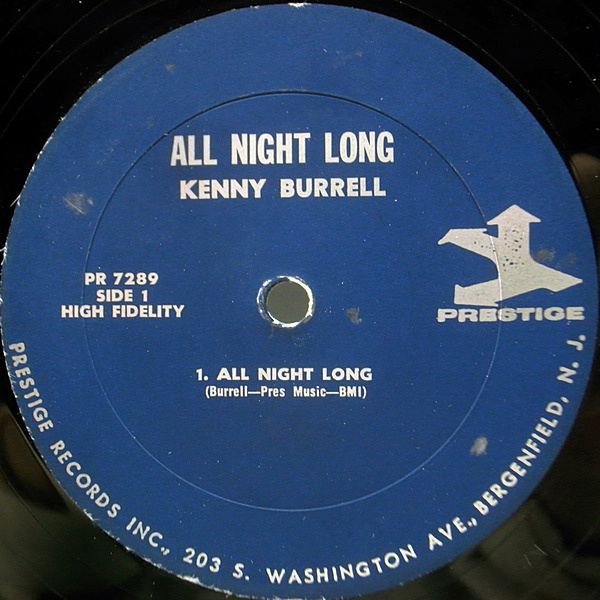 ALL NIGHT LONG
KENNY BURRELL
PR 7289
SIDE 1
HIGH FIDELITY
PRESTIGE
1. ALL NIGHT LONG
(Burrell—Pres Music—BMI)
PRESTIGE RECORDS INC., 203 S. WASHINGTON AVE., BERGENFIELD, N. J.